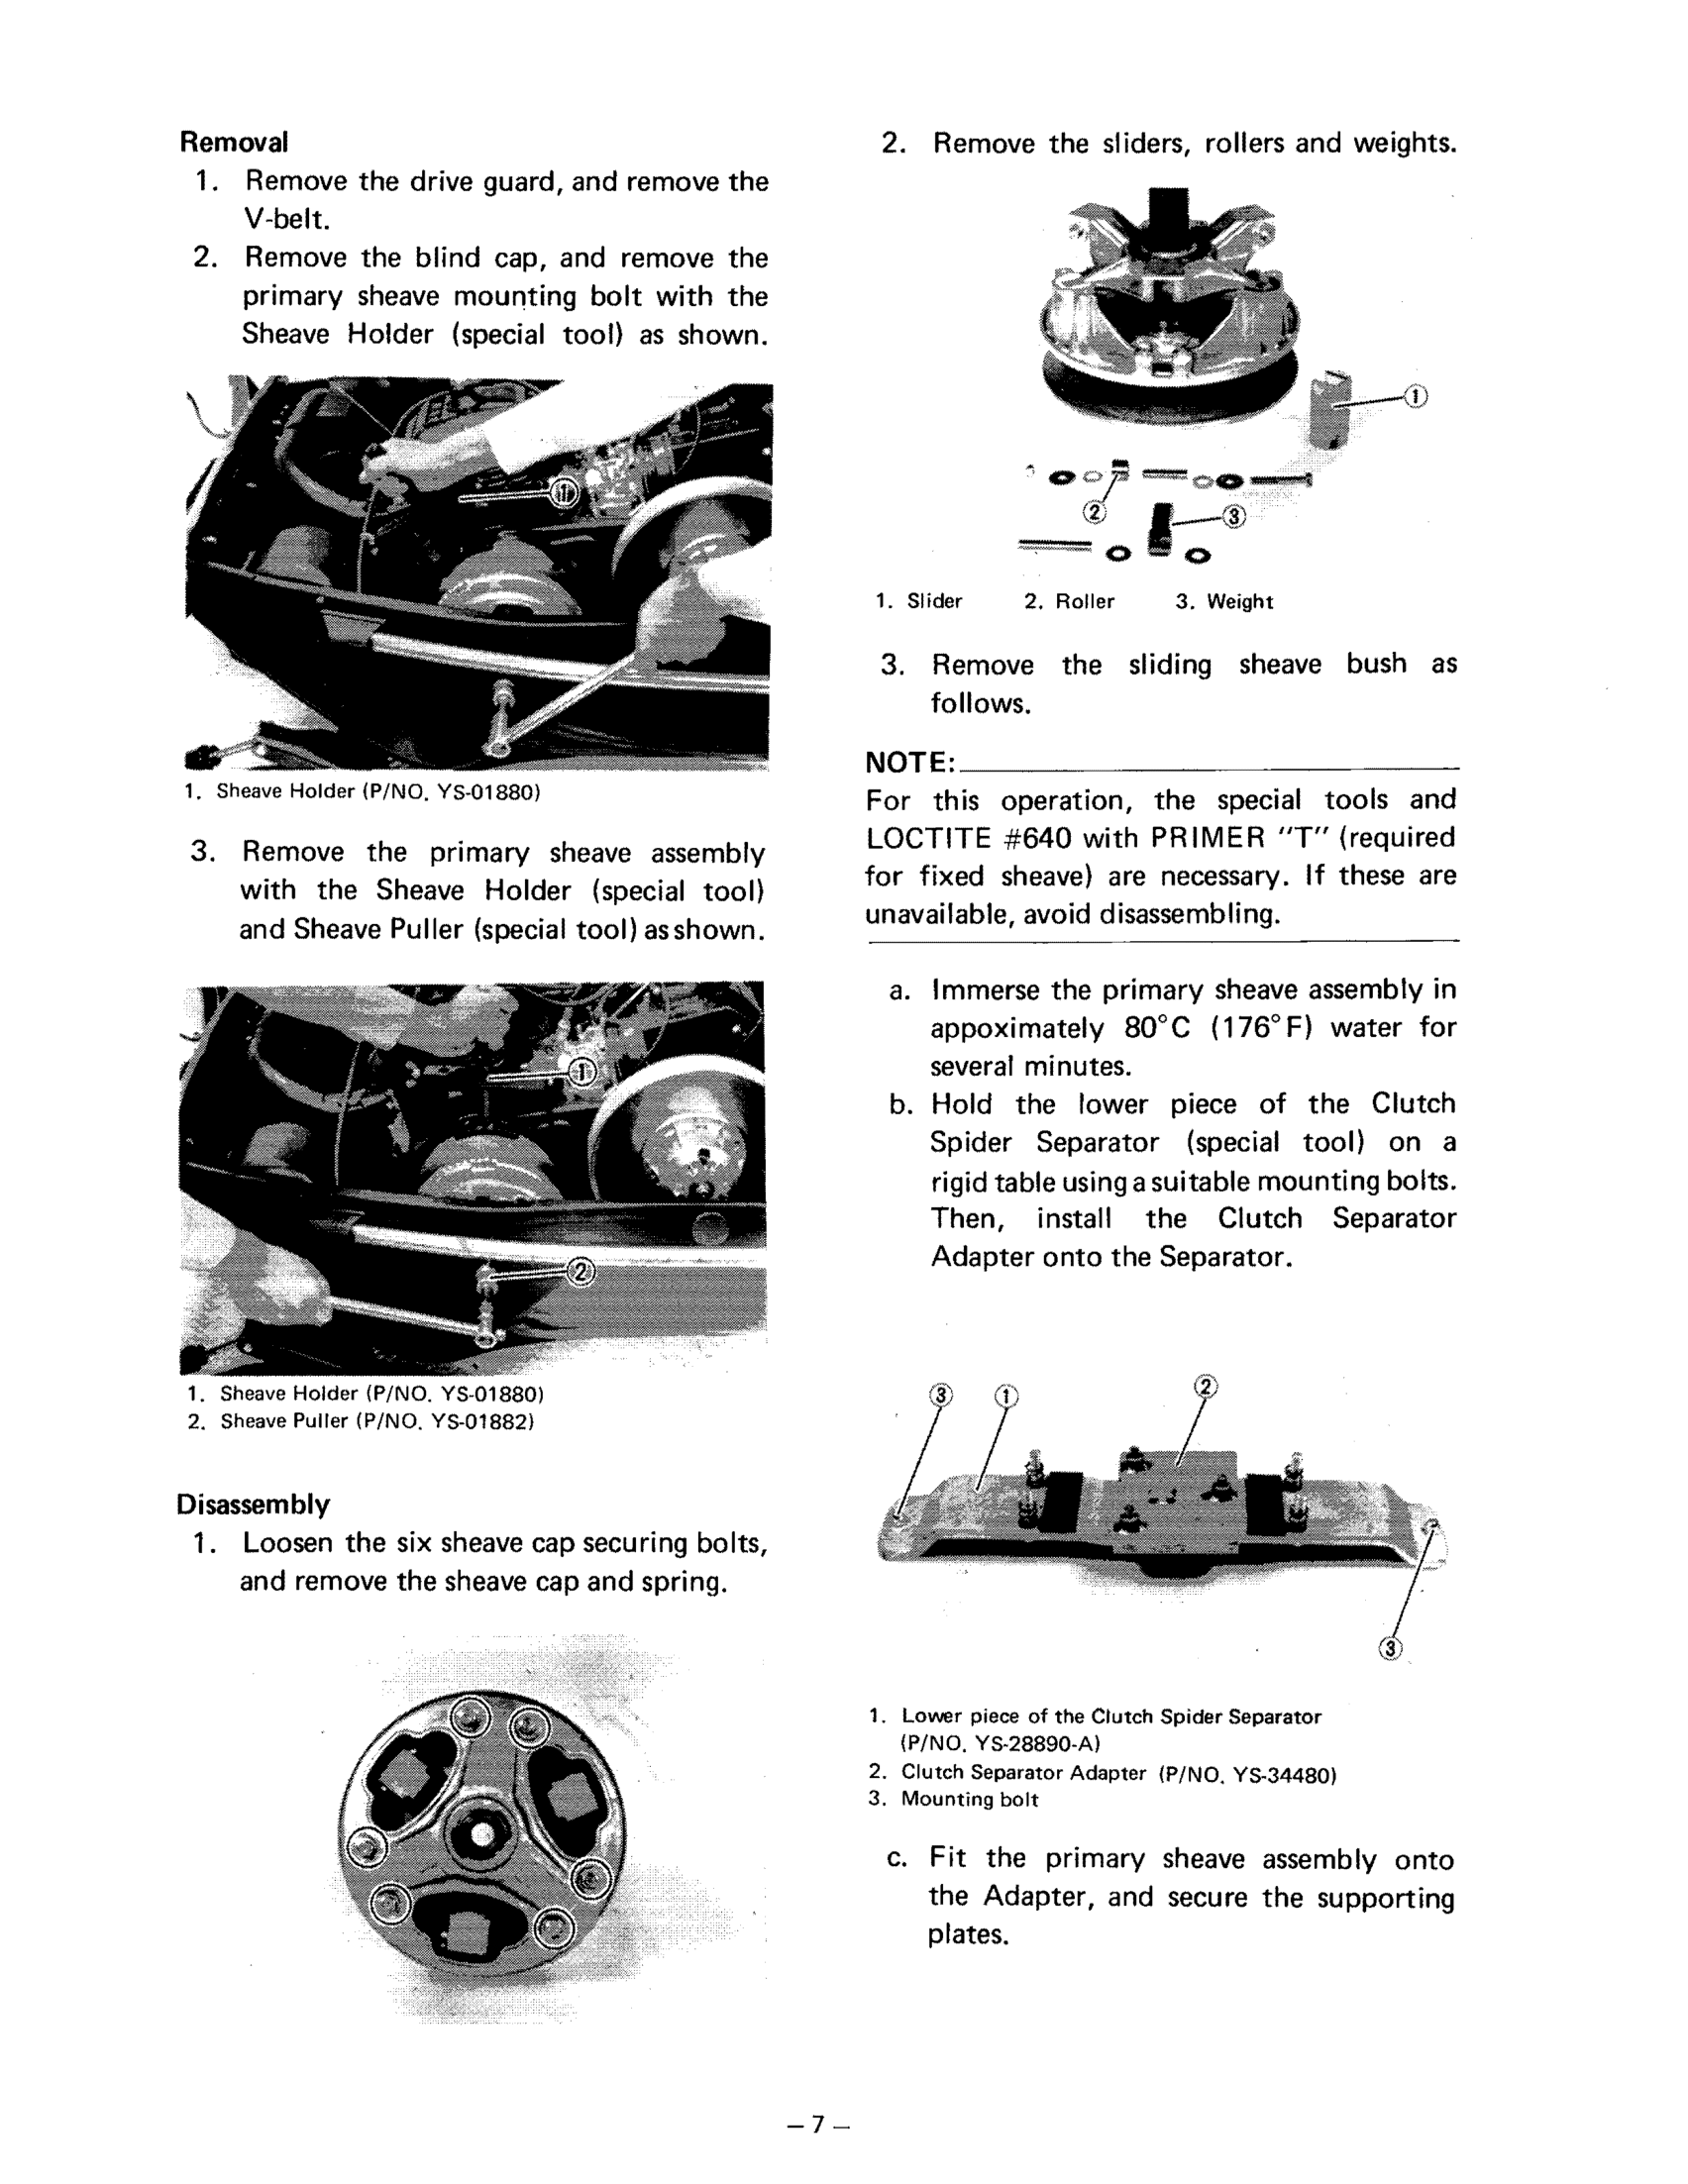 Removal
1. Remove the drive guard, and remove the
V-belt.
2. Remove the blind cap, and remove the
primary sheave mounting bolt with the
Sheave Holder (special tool) as shown.
1
1. Sheave Holder (P/NO. YS-01880)
3. Remove the primary sheave assembly
with the Sheave Holder (special tool)
and Sheave Puller (special tool) as shown.
1
2
1. Sheave Holder (P/NO. YS-01880)
2. Sheave Puller (P/NO. YS-01882)
Disassembly
1. Loosen the six sheave cap securing bolts,
and remove the sheave cap and spring.
2. Remove the sliders, rollers and weights.
1
2
3
1. Slider 2. Roller 3. Weight
3. Remove the sliding sheave bush as
follows.
NOTE:
For this operation, the special tools and
LOCTITE #640 with PRIMER "T" (required
for fixed sheave) are necessary. If these are
unavailable, avoid disassembling.
a. Immerse the primary sheave assembly in
appoximately 80°C (176°F) water for
several minutes.
b. Hold the lower piece of the Clutch
Spider Separator (special tool) on a
rigid table using a suitable mounting bolts.
Then, install the Clutch Separator
Adapter onto the Separator.
3 1 2
3
1. Lower piece of the Clutch Spider Separator
(P/NO. YS-28890-A)
2. Clutch Separator Adapter (P/NO. YS-34480)
3. Mounting bolt
c. Fit the primary sheave assembly onto
the Adapter, and secure the supporting
plates.
– 7 –